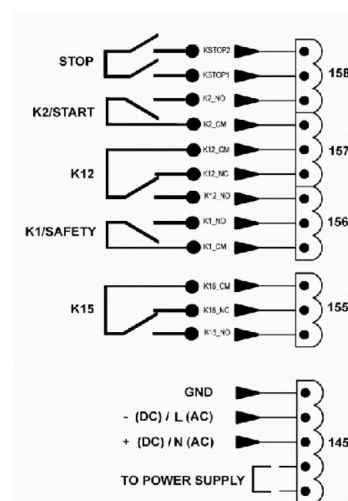 KSTOP2
STOP
KSTOP1
158
K2_NO
K2/START
K2_CM
K12_CM
157
K12
K12_NC
K12_NO
K1_NO
156
K1/SAFETY
K1_CM
K15_CM
K15
K15_NC
155
K15_NO
GND
- (DC) / L (AC)
+ (DC) / N (AC)
145
TO POWER SUPPLY